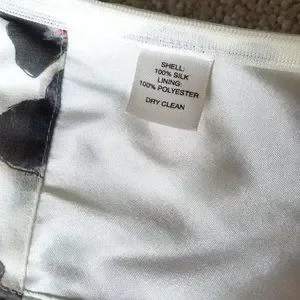 SHELL:
100% SILK
LINING:
100% POLYESTER
DRY CLEAN